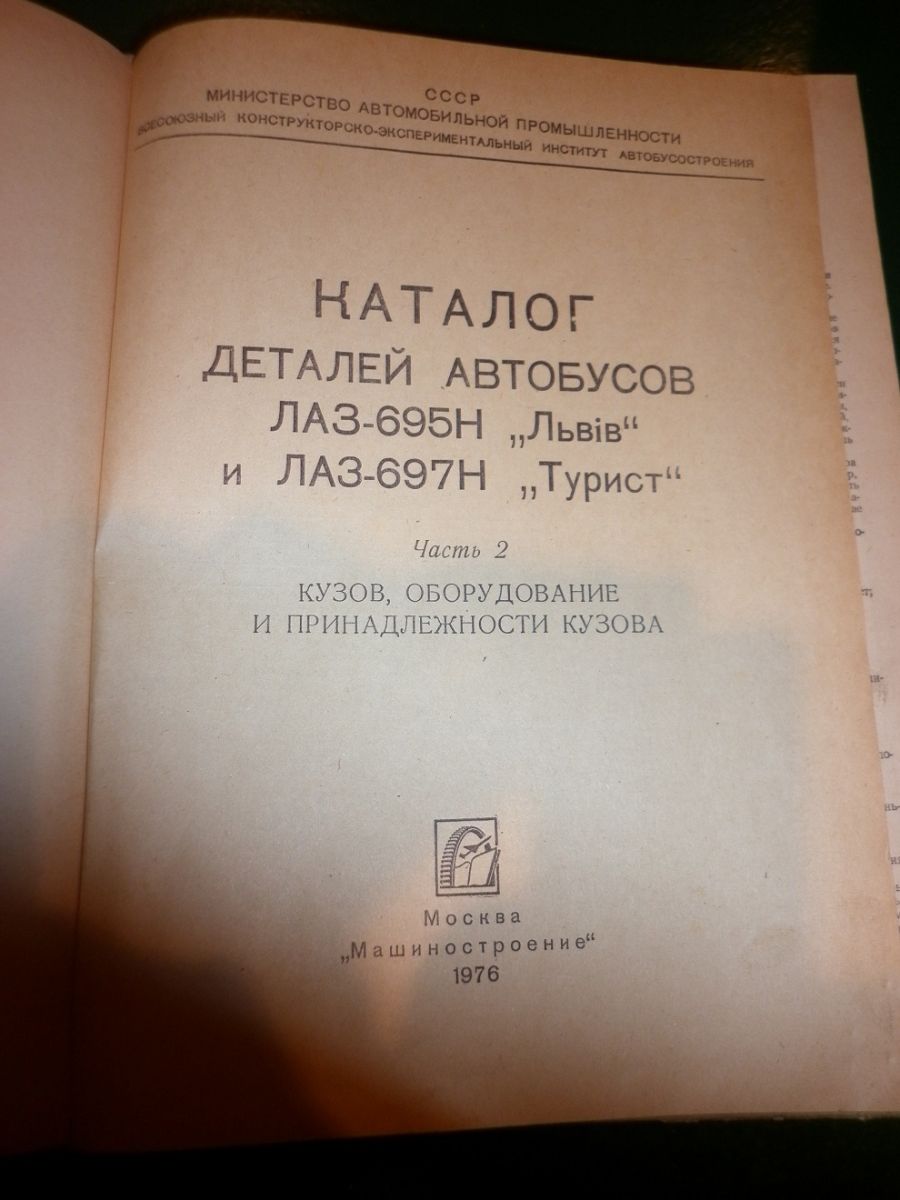 СССР
МИНИСТЕРСТВО АВТОМОБИЛЬНОЙ ПРОМЫШЛЕННОСТИ
ВСЕСОЮЗНЫЙ КОНСТРУКТОРСКО-ЭКСПЕРИМЕНТАЛЬНЫЙ ИНСТИТУТ АВТОБУСОСТРОЕНИЯ
КАТАЛОГ
ДЕТАЛЕЙ АВТОБУСОВ
ЛАЗ-695Н „Львів“
и ЛАЗ-697Н „Турист“
Часть 2
КУЗОВ, ОБОРУДОВАНИЕ
И ПРИНАДЛЕЖНОСТИ КУЗОВА
Москва
„Машиностроение“
1976